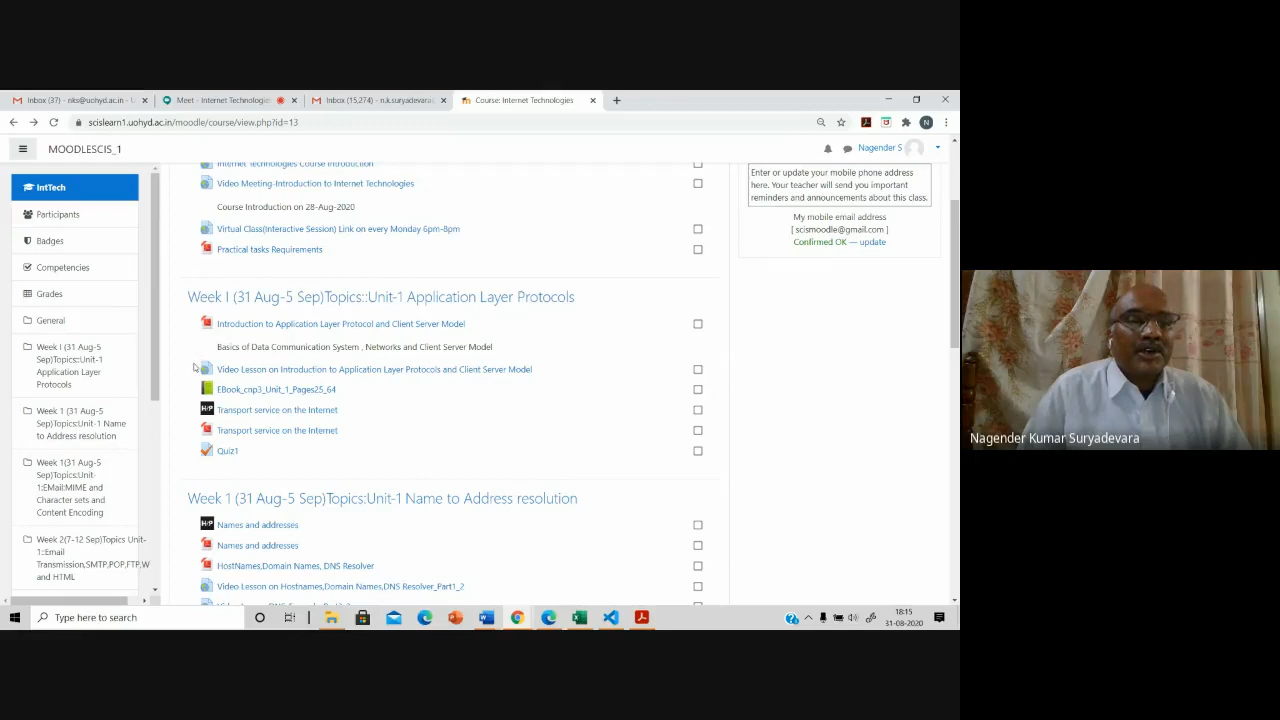 Inbox (37) - nks@uohyd.ac.in - U
Meet - Internet Technologies
Inbox (15,274) - n.k.suryadevara
Course: Internet Technologies
scislearn1.uohyd.ac.in/moodle/course/view.php?id=13
MOODLESCIS_1
Nagender S
IntTech
Participants
Badges
Competencies
Grades
General
Week I (31 Aug-5
Sep)Topics::Unit-1
Application Layer
Protocols
Week 1 (31 Aug-5
Sep)Topics:Unit-1 Name
to Address resolution
Week 1(31 Aug-5
Sep)Topics:Unit-
1:EMail:MIME and
Character sets and
Content Encoding
Week 2(7-12 Sep)Topics Unit-
1::Email
Transmission,SMTP,POP,FTP,W
and HTML
Internet Technologies Course Introduction
Video Meeting-Introduction to Internet Technologies
Course Introduction on 28-Aug-2020
Virtual Class(Interactive Session) Link on every Monday 6pm-8pm
Practical tasks Requirements
Week I (31 Aug-5 Sep)Topics::Unit-1 Application Layer Protocols
Introduction to Application Layer Protocol and Client Server Model
Basics of Data Communication System , Networks and Client Server Model
Video Lesson on Introduction to Application Layer Protocols and Client Server Model
EBook_cnp3_Unit_1_Pages25_64
H-P Transport service on the Internet
Transport service on the Internet
Quiz1
Week 1 (31 Aug-5 Sep)Topics:Unit-1 Name to Address resolution
H-P Names and addresses
Names and addresses
HostNames,Domain Names, DNS Resolver
Video Lesson on Hostnames,Domain Names,DNS Resolver_Part1_2
Enter or update your mobile phone address
here. Your teacher will send you important
reminders and announcements about this class.
My mobile email address
[ scismoodle@gmail.com ]
Confirmed OK — update
Nagender Kumar Suryadevara
Type here to search
18:15
31-08-2020